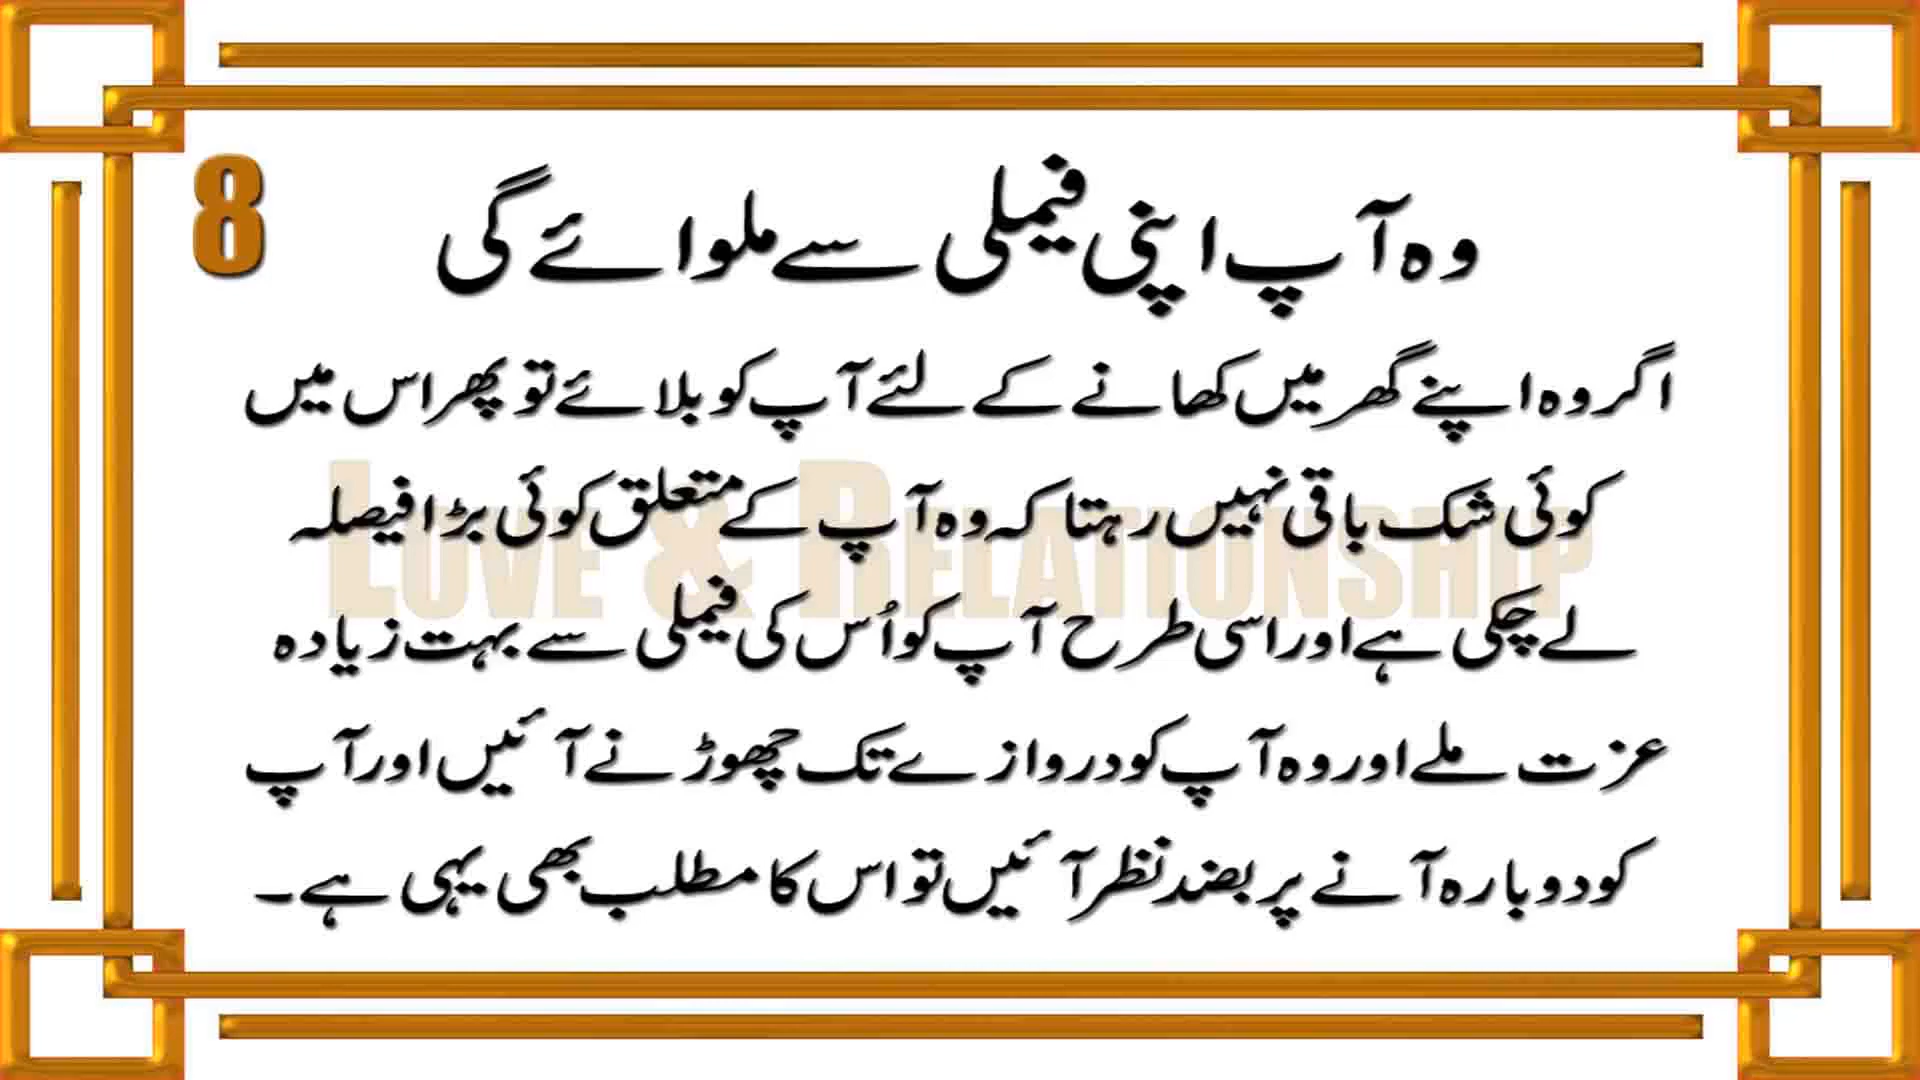 8
وہ آپ اپنی فیملی سے ملوائے گی
اگر وہ اپنے گھر میں کھانے کے لئے آپ کو بلائے تو پھر اس میں
کوئی شک باقی نہیں رہتا کہ وہ آپ کے متعلق کوئی بڑا فیصلہ
LOVE & RELATIONSHIP
لے چکی ہے اور اسی طرح آپ کو اُس کی فیملی سے بہت زیادہ
عزت ملے اور وہ آپ کو دروازے تک چھوڑنے آئیں اور آپ
کو دوبارہ آنے پر بضد نظر آئیں تو اس کا مطلب بھی یہی ہے۔